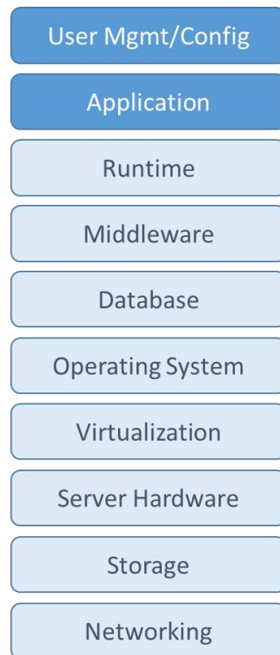 User Mgmt/Config
Application
Runtime
Middleware
Database
Operating System
Virtualization
Server Hardware
Storage
Networking